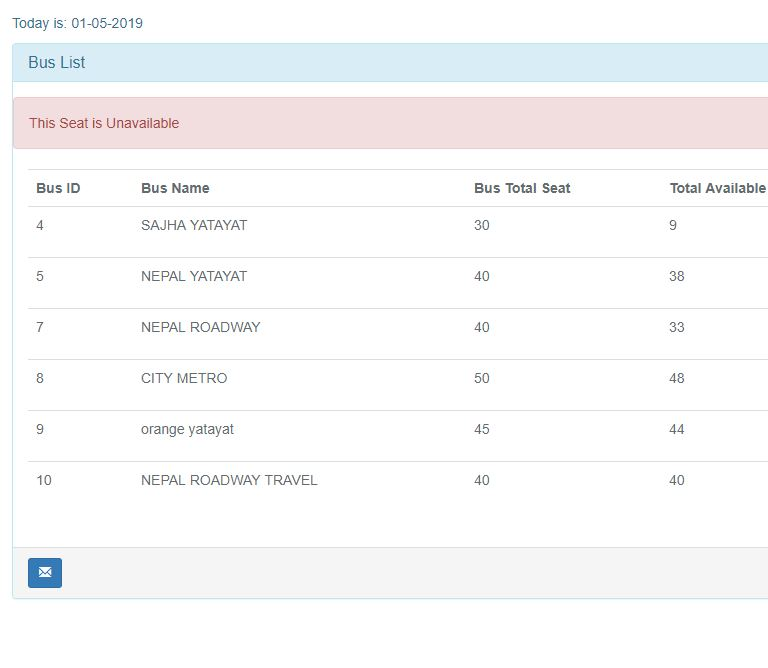 Today is: 01-05-2019
Bus List
This Seat is Unavailable
Bus ID Bus Name Bus Total Seat Total Available
4 SAJHA YATAYAT 30 9
5 NEPAL YATAYAT 40 38
7 NEPAL ROADWAY 40 33
8 CITY METRO 50 48
9 orange yatayat 45 44
10 NEPAL ROADWAY TRAVEL 40 40